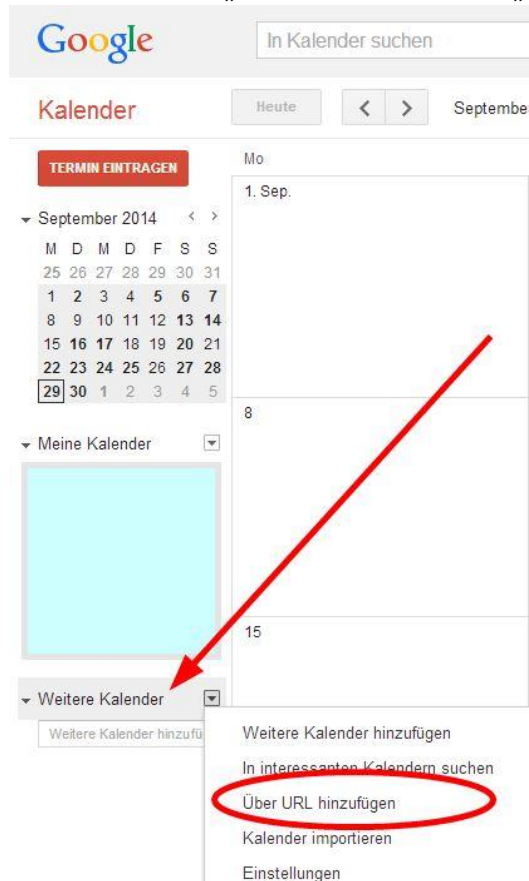 Google
In Kalender suchen
Kalender
Heute
Septembe
TERMIN EINTRAGEN
Mo
1. Sep.
September 2014
M D M D F S S
25 26 27 28 29 30 31
1 2 3 4 5 6 7
8 9 10 11 12 13 14
15 16 17 18 19 20 21
22 23 24 25 26 27 28
29 30 1 2 3 4 5
8
Meine Kalender
15
Weitere Kalender
Weitere Kalender hinzufü
Weitere Kalender hinzufügen
In interessanten Kalendern suchen
Über URL hinzufügen
Kalender importieren
Einstellungen